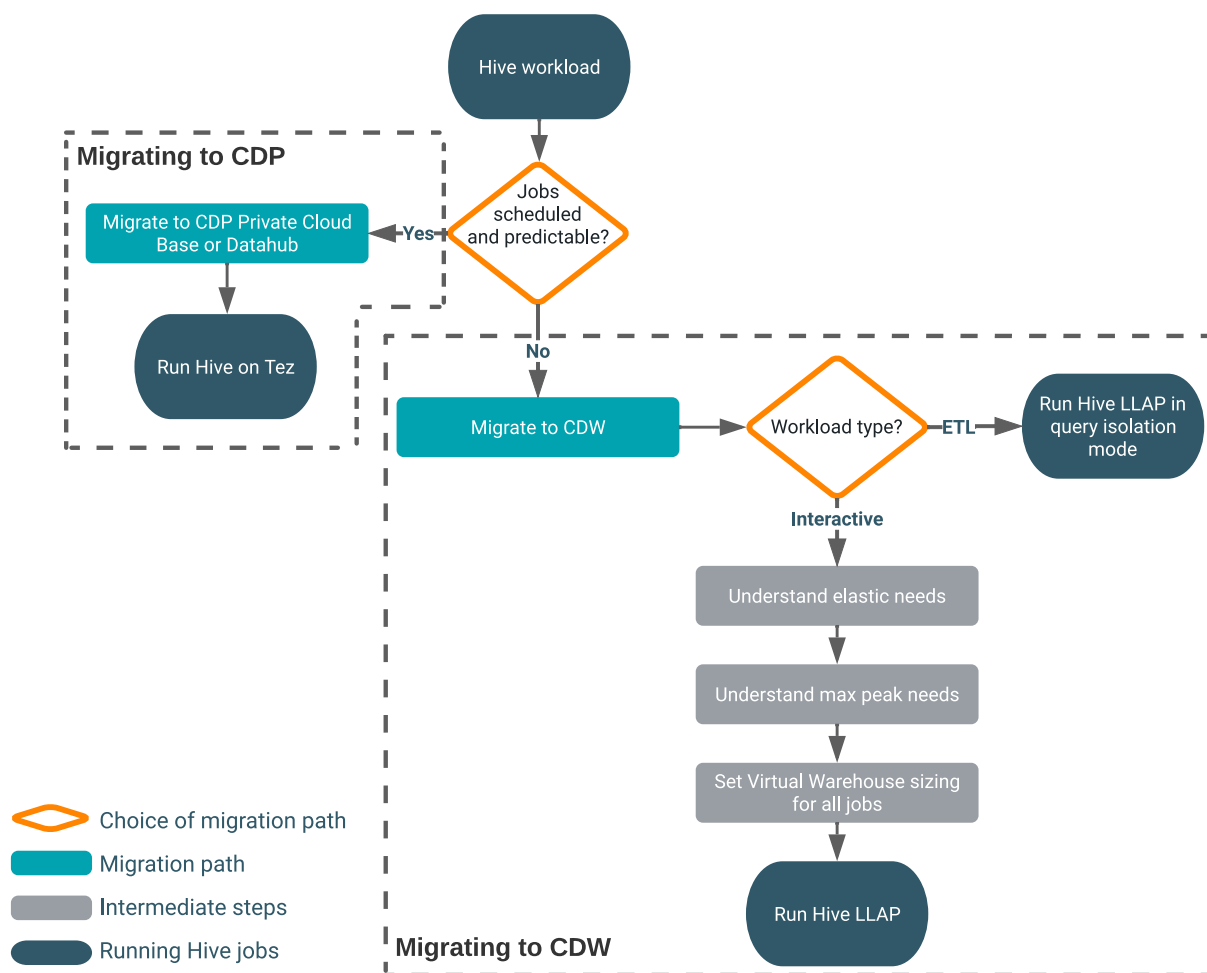 Hive workload
Migrating to CDP
Jobs
scheduled
and predictable?
Migrate to CDP Private Cloud
Base or Datahub
Yes
Run Hive on Tez
No
Migrate to CDW
Workload type?
ETL
Run Hive LLAP in
query isolation
mode
Interactive
Understand elastic needs
Understand max peak needs
Set Virtual Warehouse sizing
for all jobs
Run Hive LLAP
Migrating to CDW
Choice of migration path
Migration path
Intermediate steps
Running Hive jobs